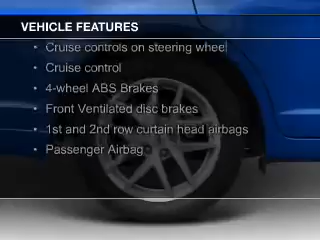 VEHICLE FEATURES
• Cruise controls on steering wheel
• Cruise control
• 4-wheel ABS Brakes
• Front Ventilated disc brakes
• 1st and 2nd row curtain head airbags
• Passenger Airbag